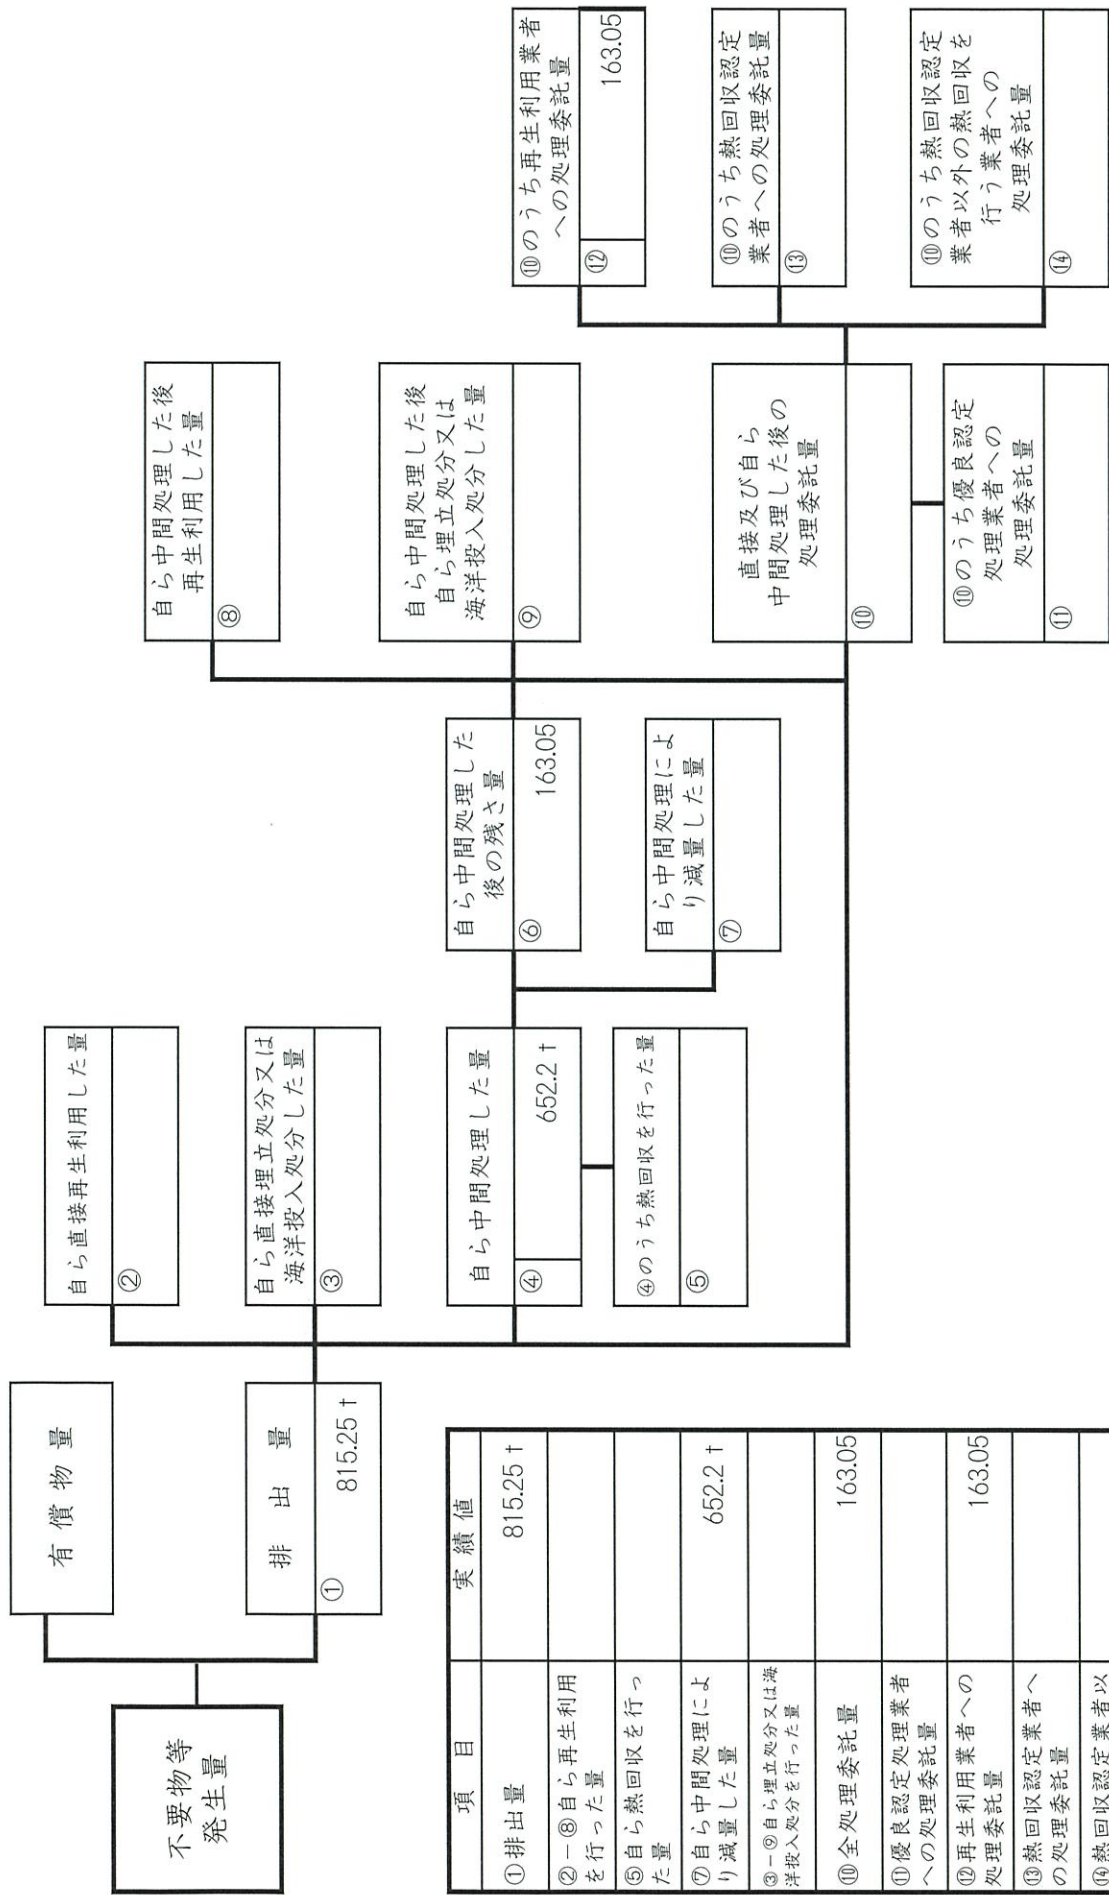 不要物等
発生量
有償物量
排出量
①
815.25 t
自ら直接再生利用した量
②
自ら直接埋立処分又は
海洋投入処分した量
③
自ら中間処理した量
④
652.2 t
④のうち熱回収を行った量
⑤
自ら中間処理した
後の残さ量
⑥
163.05
自ら中間処理によ
り減量した量
⑦
自ら中間処理した後
再生利用した量
⑧
自ら中間処理した後
自ら埋立処分又は
海洋投入処分した量
⑨
直接及び自ら
中間処理した後の
処理委託量
⑩
⑩のうち優良認定
処理業者への
処理委託量
⑪
⑩のうち再生利用業者
への処理委託量
⑫
163.05
⑩のうち熱回収認定
業者への処理委託量
⑬
⑩のうち熱回収認定
業者以外の熱回収を
行う業者への
処理委託量
⑭
項目 実績値
①排出量 815.25 t
②－⑧自ら再生利用
を行った量
⑤自ら熱回収を行っ
た量
⑦自ら中間処理によ
り減量した量 652.2 t
③－⑨自ら埋立処分又は海
洋投入処分を行った量
⑩全処理委託量 163.05
⑪優良認定処理業者
への処理委託量
⑫再生利用業者への
処理委託量 163.05
⑬熱回収認定業者へ
の処理委託量
⑭熱回収認定業者以